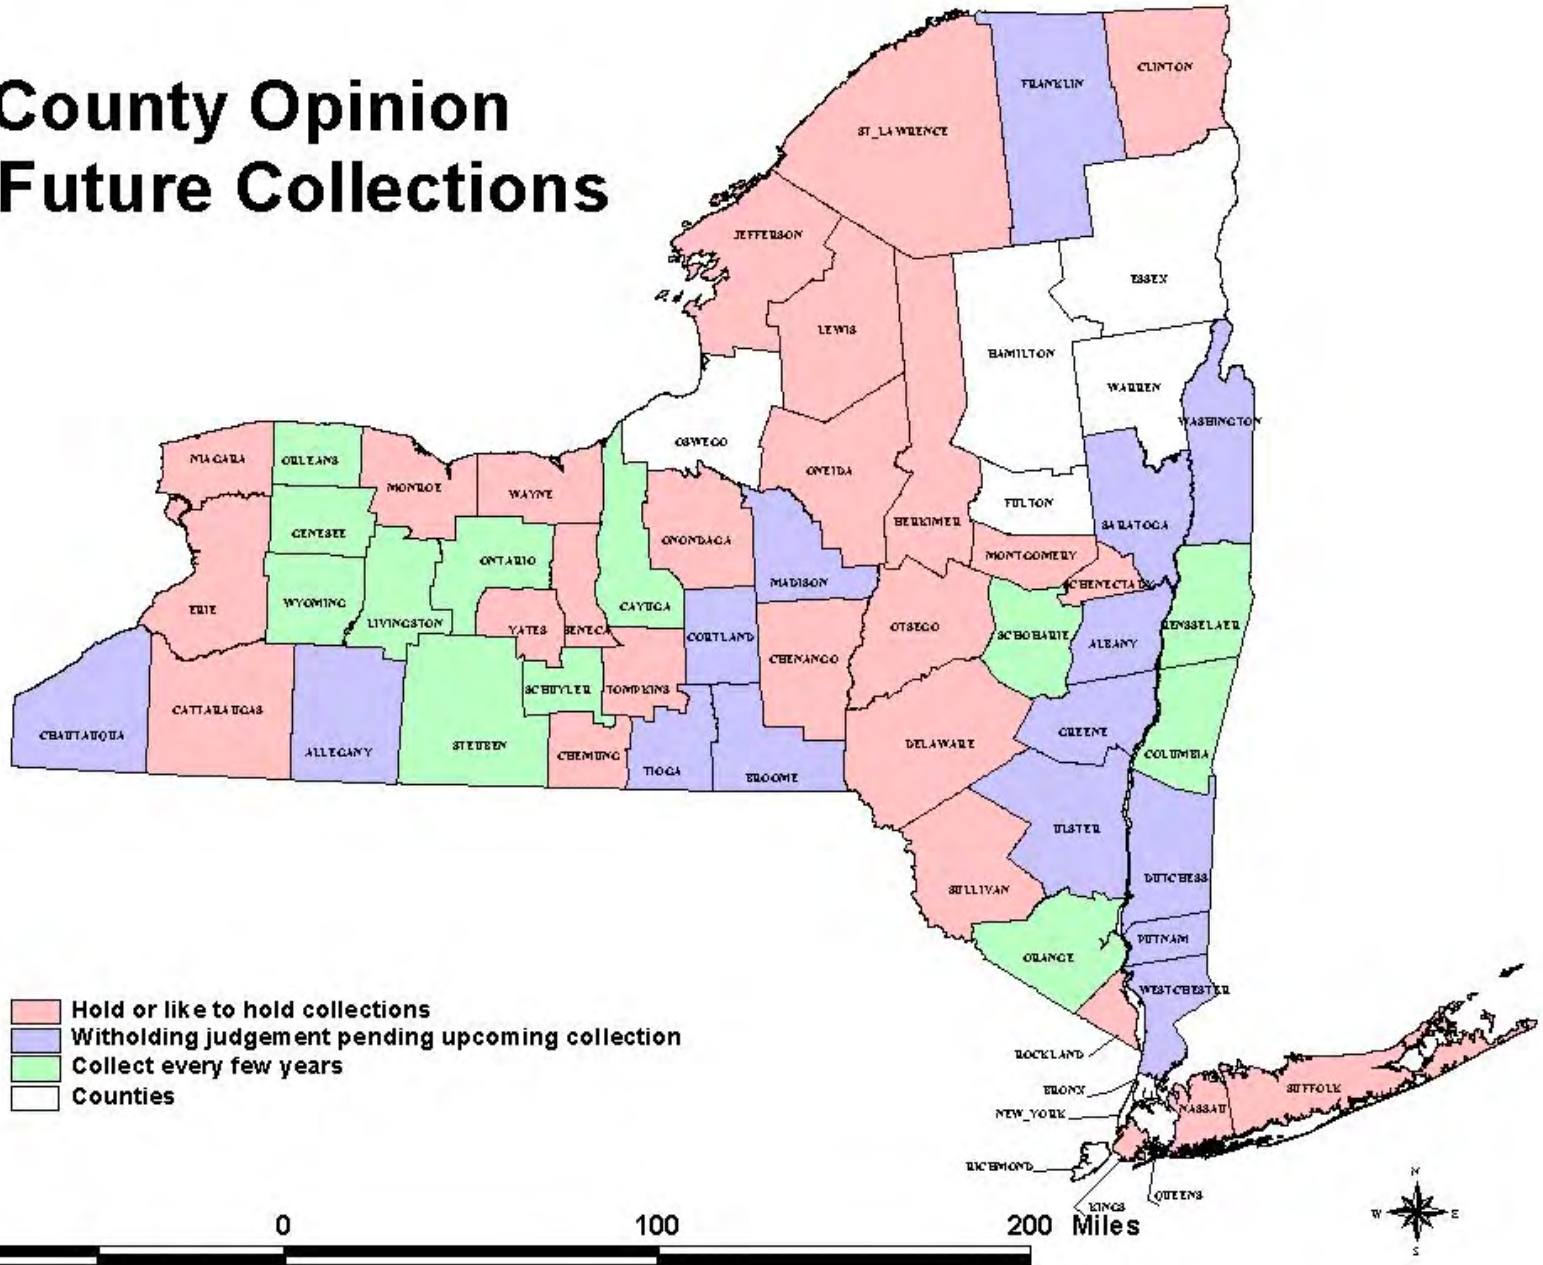 County Opinion
Future Collections
CLINTON
FRANKLIN
ST_LAWRENCE
JEFFERSON
ESSEX
LEWIS
HAMILTON
WARREN
WASHINGTON
OSWEGO
NIAGARA
ORLEANS
ONEIDA
MONROE
WAYNE
FULTON
HERKIMER
SARATOGA
GENESEE
ONONDAGA
MONTGOMERY
ONTARIO
MADISON
CHENECTADY
WYOMING
CAYUGA
ERIE
LIVINGSTON
YATES
SENECA
CORTLAND
OTSEGO
SCHOHARIE
ALBANY
RENSSELAER
CHENANGO
SCHUYLER
TOMPKINS
CATTARAUGAS
CHAUTAUQUA
ALLEGANY
STEUBEN
CHEMUNG
TIOGA
BROOME
DELAWARE
GREENE
COLUMBIA
ULSTER
DUTCHESS
SULLIVAN
PUTNAM
ORANGE
WESTCHESTER
Hold or like to hold collections
Witholding judgement pending upcoming collection
Collect every few years
Counties
ROCKLAND
BRONX
SUFFOLK
NASSAU
NEW_YORK
RICHMOND
QUEENS
KINGS
N
W E
S
0 100 200 Miles